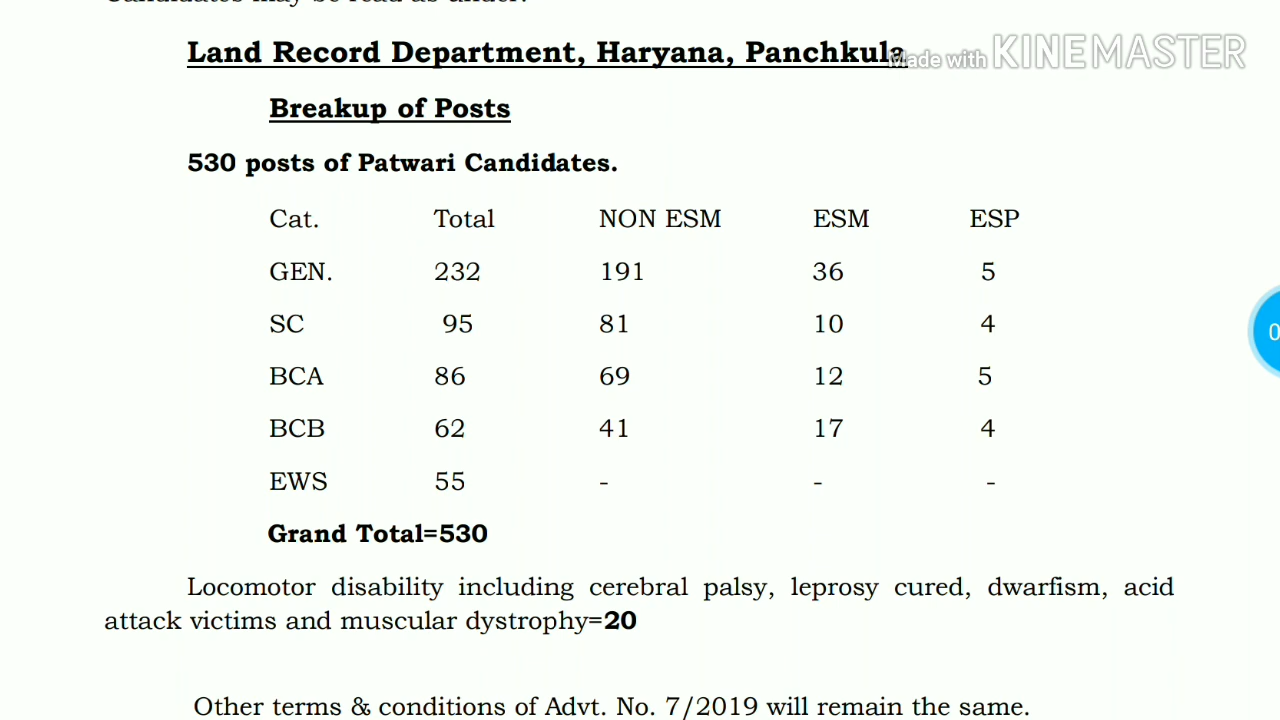 Land Record Department, Haryana, Panchkula
Made with KINEMASTER
Breakup of Posts
530 posts of Patwari Candidates.
Cat. Total NON ESM ESM ESP
GEN. 232 191 36 5
SC 95 81 10 4
BCA 86 69 12 5
BCB 62 41 17 4
EWS 55 - - -
0
Grand Total=530
Locomotor disability including cerebral palsy, leprosy cured, dwarfism, acid
attack victims and muscular dystrophy=20
Other terms & conditions of Advt. No. 7/2019 will remain the same.